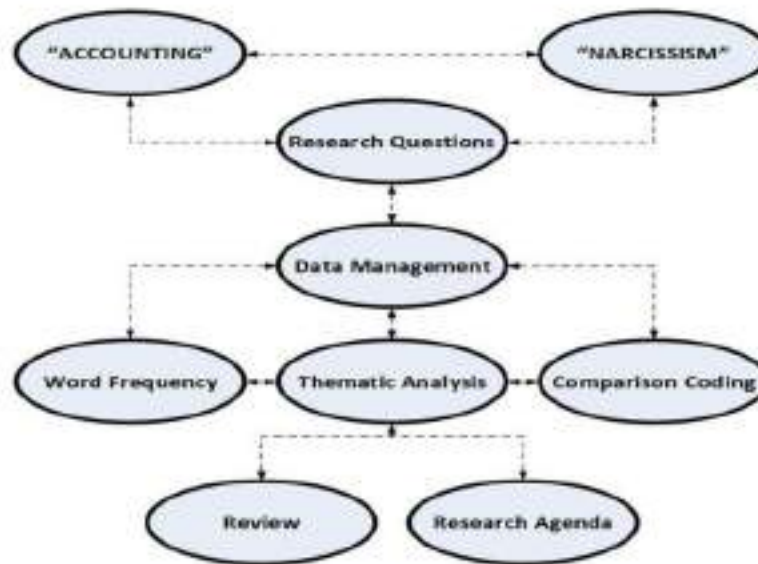 “ACCOUNTING”
“NARCISSISM”
Research Questions
Data Management
Word Frequency
Thematic Analysis
Comparison Coding
Review
Research Agenda